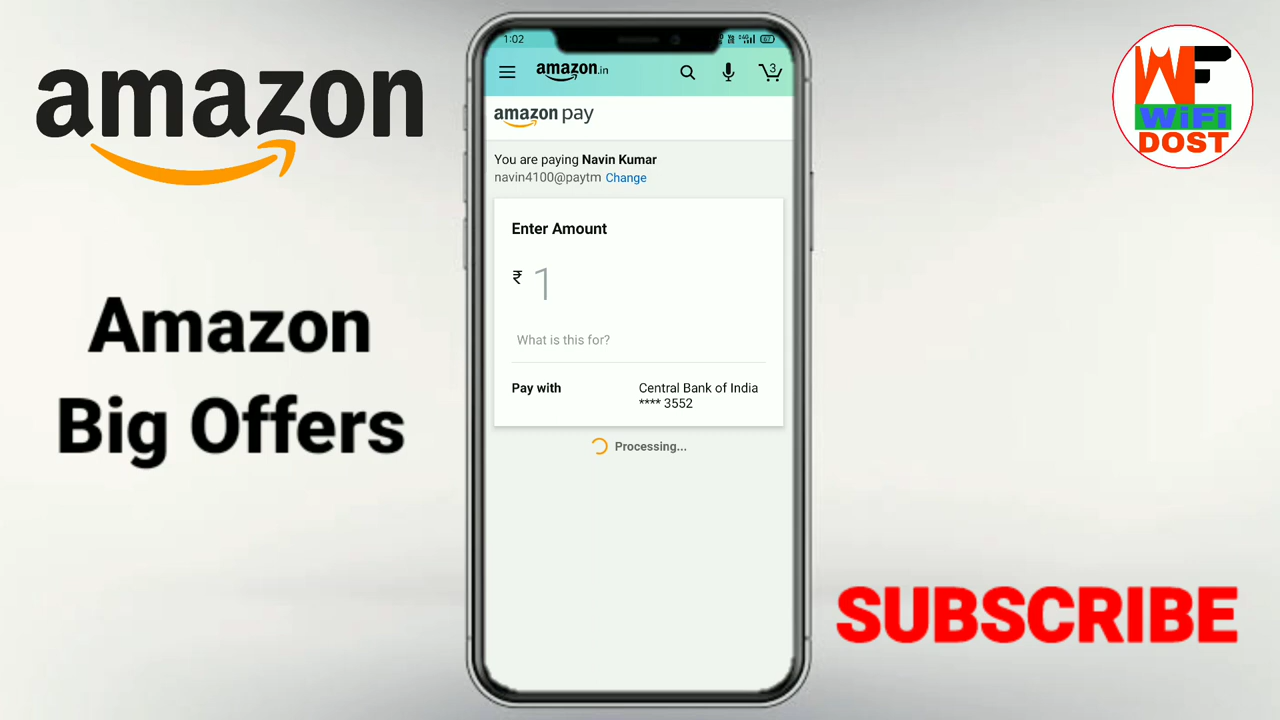 amazon
Amazon
Big Offers
1:02
amazon.in
3
amazon pay
You are paying Navin Kumar
navin4100@paytm Change
Enter Amount
₹ 1
What is this for?
Pay with
Central Bank of India
**** 3552
Processing...
WF
WiFi
DOST
SUBSCRIBE